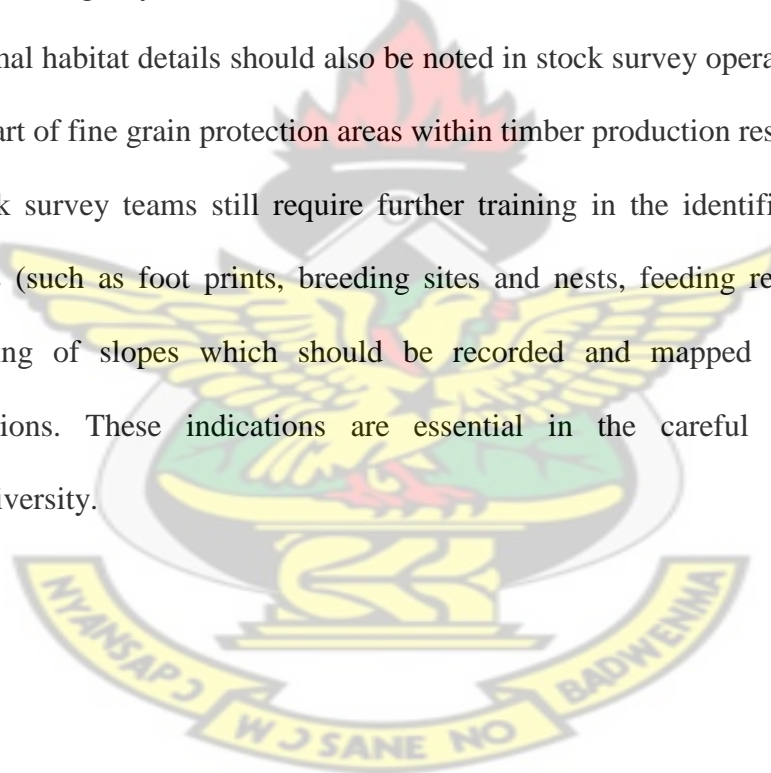 nal habitat details should also be noted in stock survey opera
art of fine grain protection areas within timber production res
k survey teams still require further training in the identifi
(such as foot prints, breeding sites and nests, feeding re
ing of slopes which should be recorded and mapped
ions. These indications are essential in the careful
iversity.
NYANSAPƆ WƆSANE NO BADWENMA